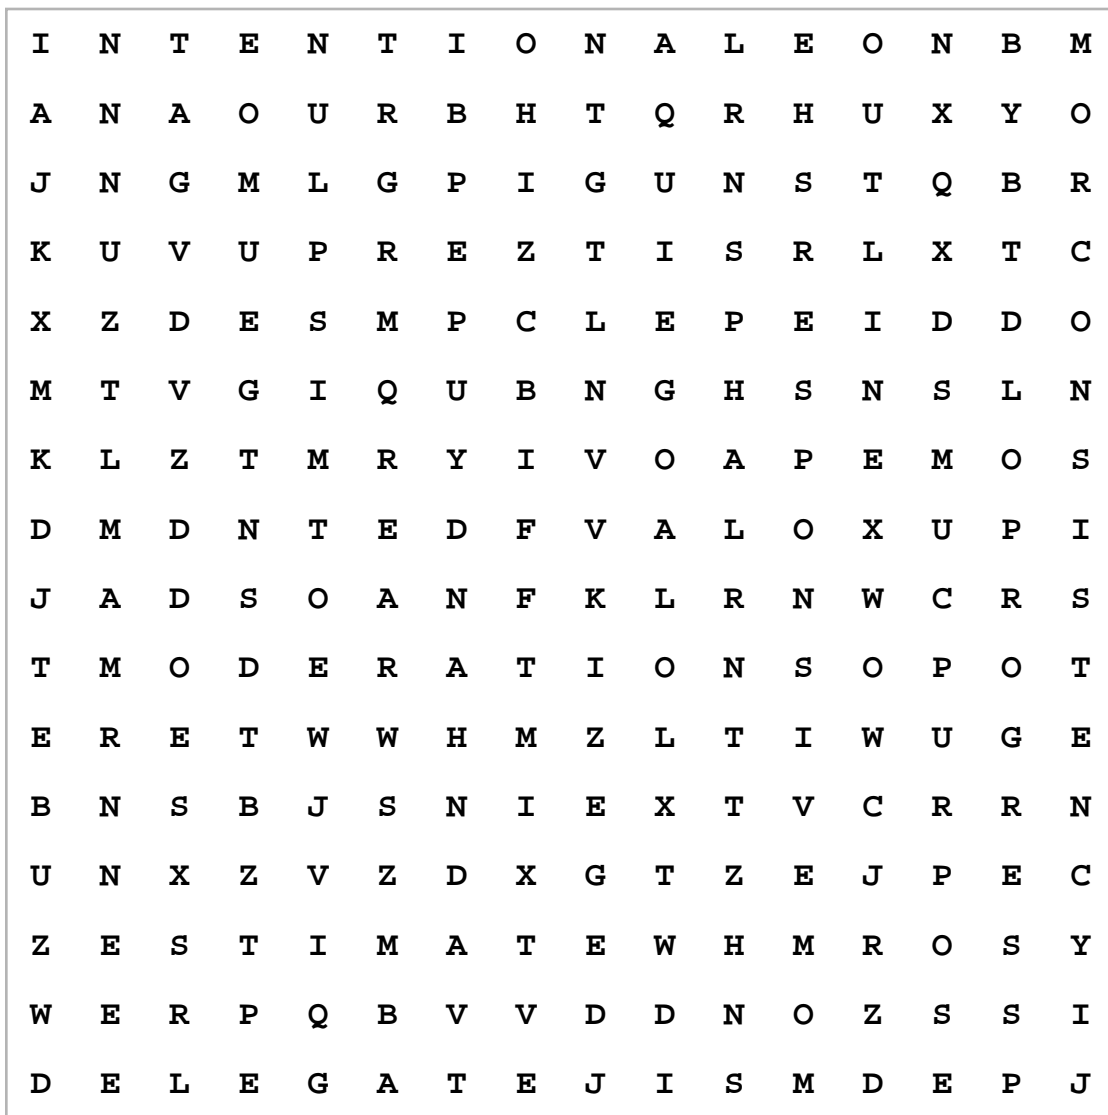 I N T E N T I O N A L E O N B M
A N A O U R B H T Q R H U X Y O
J N G M L G P I G U N S T Q B R
K U V U P R E Z T I S R L X T C
X Z D E S M P C L E P E I D D O
M T V G I Q U B N G H S N S L N
K L Z T M R Y I V O A P E M O S
D M D N T E D F V A L O X U P I
J A D S O A N F K L R N W C R S
T M O D E R A T I O N S O P O T
E R E T W W H M Z L T I W U G E
B N S B J S N I E X T V C R R N
U N X Z V Z D X G T Z E J P E C
Z E S T I M A T E W H M R O S Y
W E R P Q B V V D D N O Z S S I
D E L E G A T E J I S M D E P J